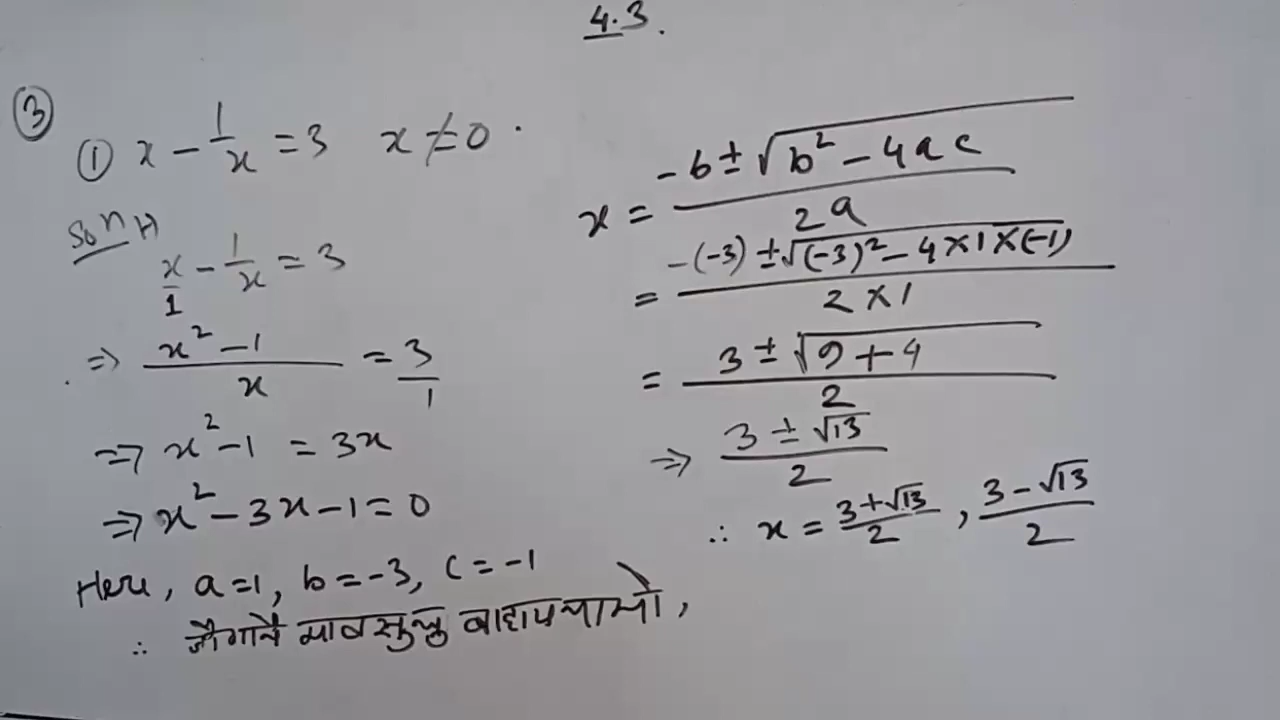 4.3.
③
① x - 1/x = 3 x ≠ 0.
Solⁿ H
x/1 - 1/x = 3
⇒ (x² - 1)/x = 3/1
⇒ x² - 1 = 3x
⇒ x² - 3x - 1 = 0
Here, a=1, b=-3, c=-1
∴ जौगानै
x = (-b ± √(b² - 4ac))/2a
= (-(-3) ± √((-3)² - 4×1×(-1)))/(2×1)
= (3 ± √(9+4))/2
⇒ (3 ± √13)/2
∴ x = (3+√13)/2, (3-√13)/2